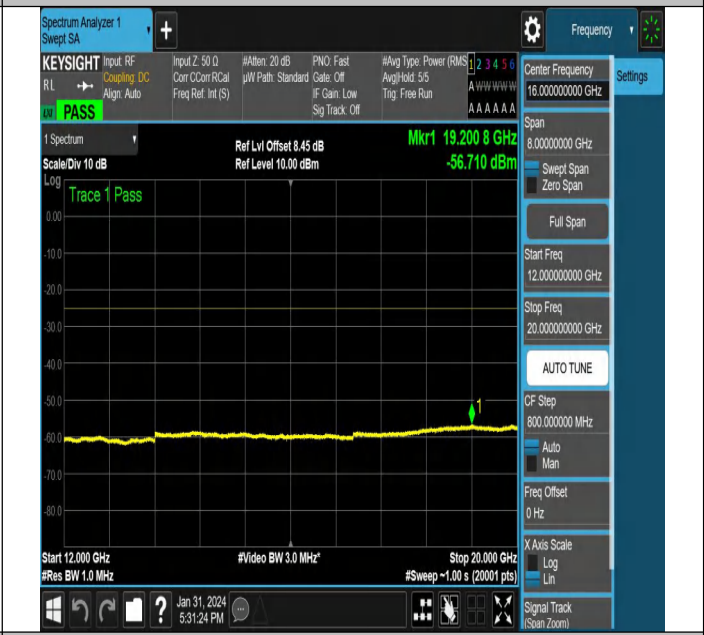 Spectrum Analyzer 1
Swept SA
+
Frequency
KEYSIGHT
RL
PASS
Input: RF
Coupling: DC
Align: Auto
Input Z: 50 Ω
Corr CCorr RCal
Freq Ref: Int (S)
#Atten: 20 dB
µW Path: Standard
PNO: Fast
Gate: Off
IF Gain: Low
Sig Track: Off
#Avg Type: Power (RMS
Avg|Hold: 5/5
Trig: Free Run
1 2 3 4 5 6
A W W W W W
A A A A A A
1 Spectrum
Scale/Div 10 dB
Ref Lvl Offset 8.45 dB
Ref Level 10.00 dBm
Mkr1 19.200 8 GHz
-56.710 dBm
Log
Trace 1 Pass
0.00
-10.0
-20.0
-30.0
-40.0
-50.0
-60.0
-70.0
-80.0
1
Start 12.000 GHz
#Res BW 1.0 MHz
#Video BW 3.0 MHz*
Stop 20.000 GHz
#Sweep ~1.00 s (20001 pts)
Center Frequency
16.000000000 GHz
Span
8.00000000 GHz
Swept Span
Zero Span
Full Span
Start Freq
12.000000000 GHz
Stop Freq
20.000000000 GHz
AUTO TUNE
CF Step
800.000000 MHz
Auto
Man
Freq Offset
0 Hz
X Axis Scale
Log
Lin
Signal Track
(Span Zoom)
Settings
?
Jan 31, 2024
5:31:24 PM